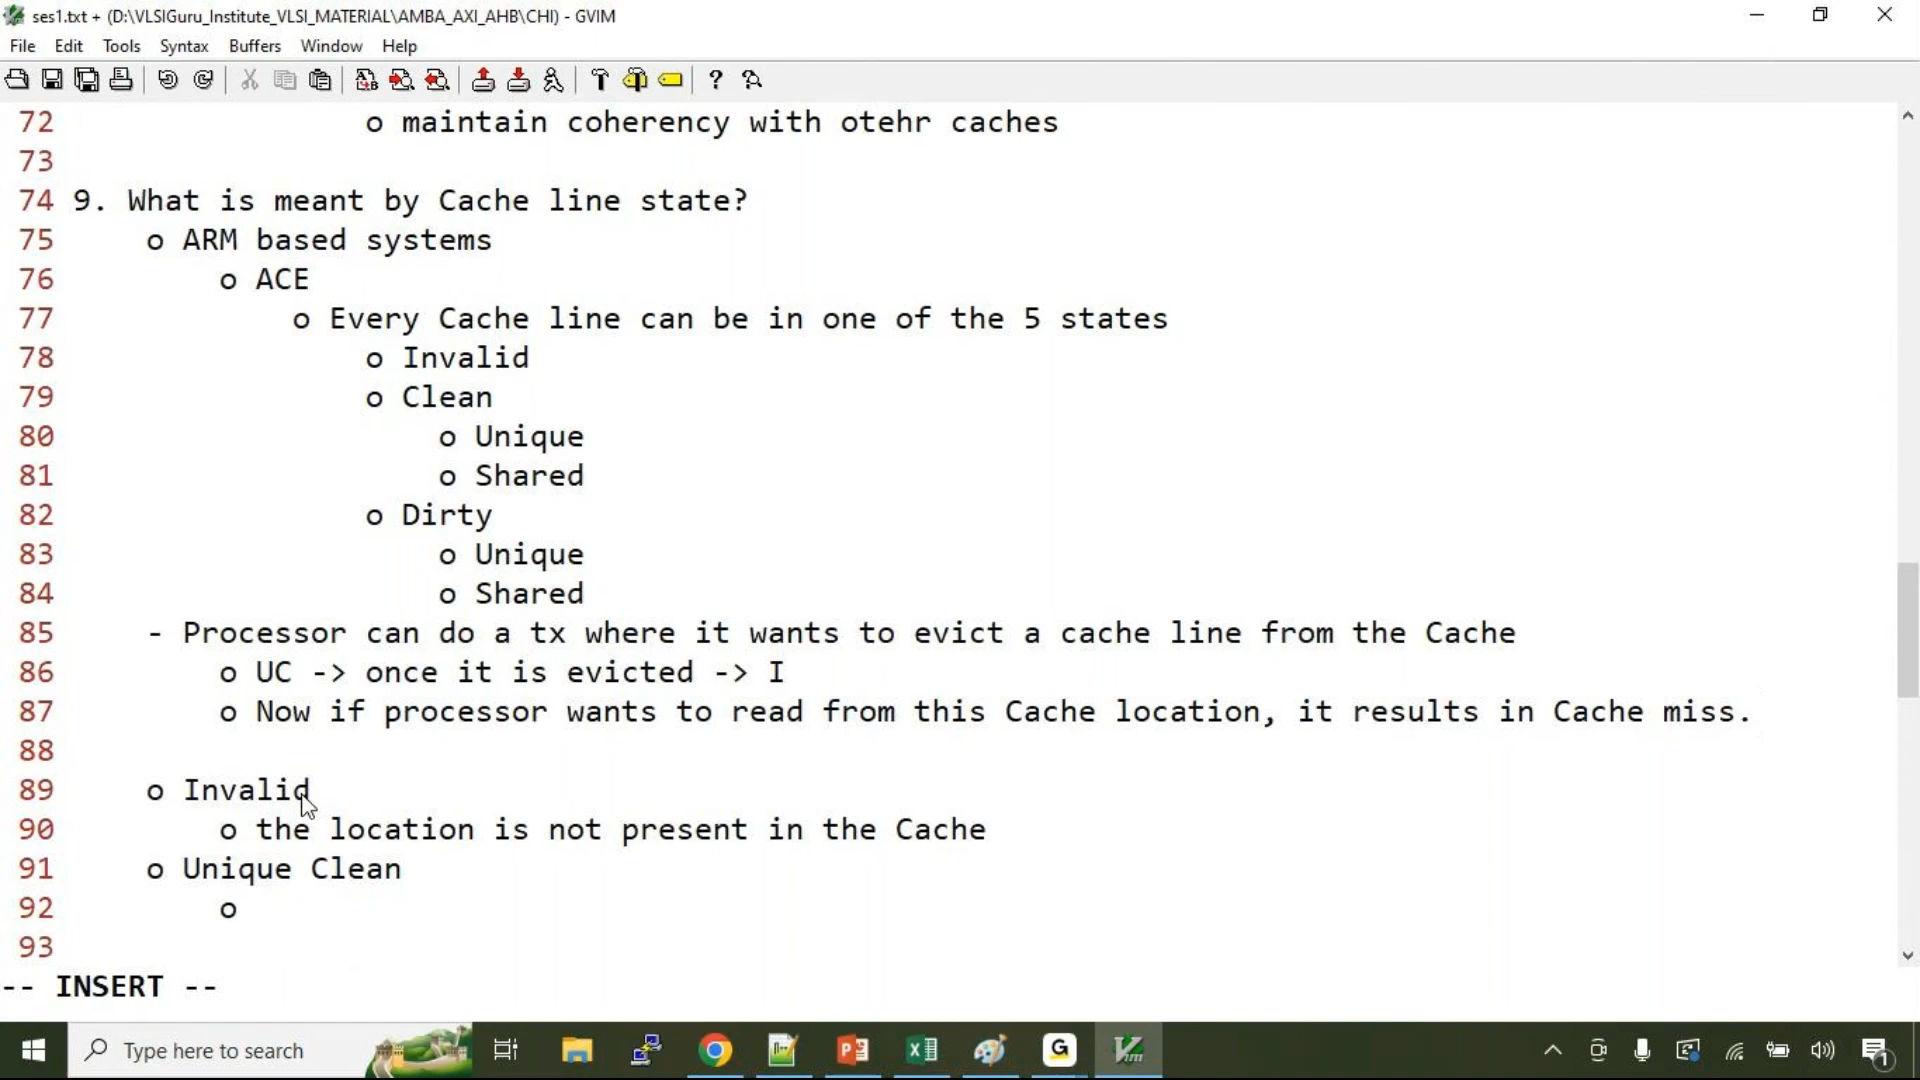 ses1.txt + (D:\VLSIGuru_Institute_VLSI_MATERIAL\AMBA_AXI_AHB\CHI) - GVIM
File Edit Tools Syntax Buffers Window Help
72 o maintain coherency with otehr caches
73
74 9. What is meant by Cache line state?
75 o ARM based systems
76 o ACE
77 o Every Cache line can be in one of the 5 states
78 o Invalid
79 o Clean
80 o Unique
81 o Shared
82 o Dirty
83 o Unique
84 o Shared
85 - Processor can do a tx where it wants to evict a cache line from the Cache
86 o UC -> once it is evicted -> I
87 o Now if processor wants to read from this Cache location, it results in Cache miss.
88
89 o Invalid
90 o the location is not present in the Cache
91 o Unique Clean
92 o
93
-- INSERT --
Type here to search